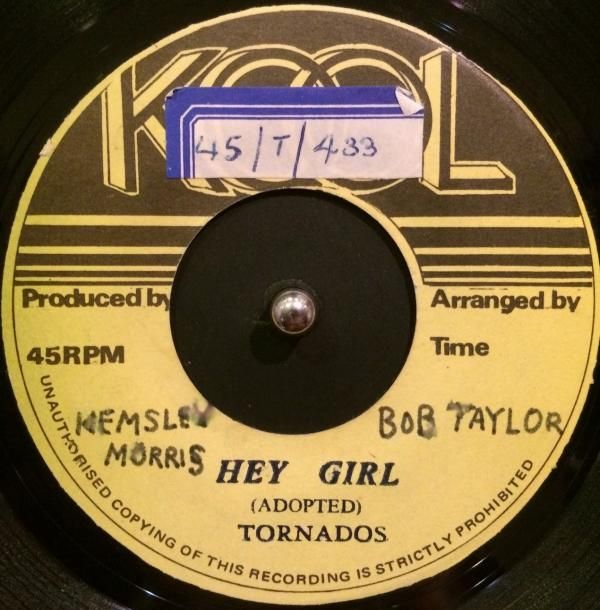 KOOL
45/T/433
Produced by
Arranged by
45RPM
Time
HEMSLEY
MORRIS
BOB TAYLOR
HEY GIRL
(ADOPTED)
TORNADOS
UNAUTHORISED COPYING OF THIS RECORDING IS STRICTLY PROHIBITED